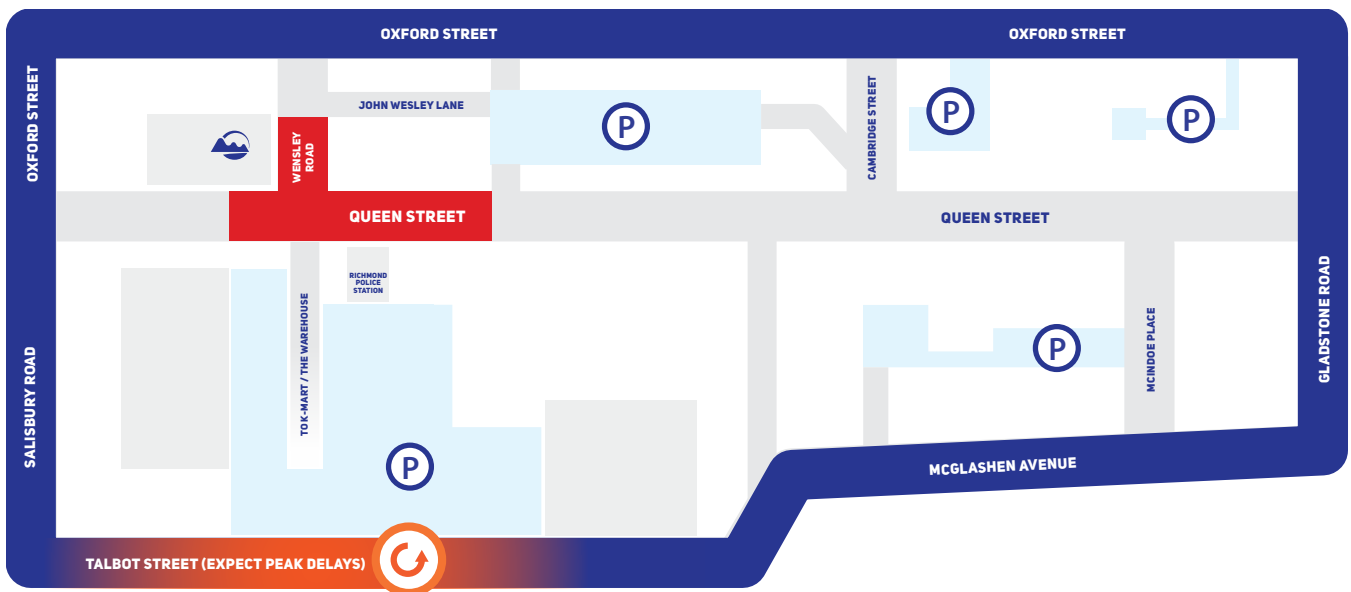 OXFORD STREET
OXFORD STREET
OXFORD STREET
JOHN WESLEY LANE
P
P
P
CAMBRIDGE STREET
WENSLEY
ROAD
QUEEN STREET
QUEEN STREET
RICHMOND
POLICE
STATION
TO K-MART / THE WAREHOUSE
SALISBURY ROAD
GLADSTONE ROAD
P
MCINDOE PLACE
P
MCGLASHEN AVENUE
TALBOT STREET (EXPECT PEAK DELAYS)